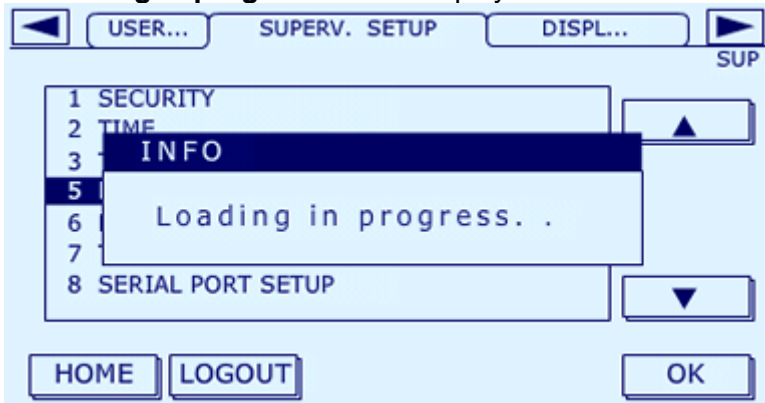 USER... SUPERV. SETUP DISPL...
SUP
1 SECURITY
2 TIME
3
INFO
5
Loading in progress. .
6
7
8 SERIAL PORT SETUP
HOME LOGOUT OK